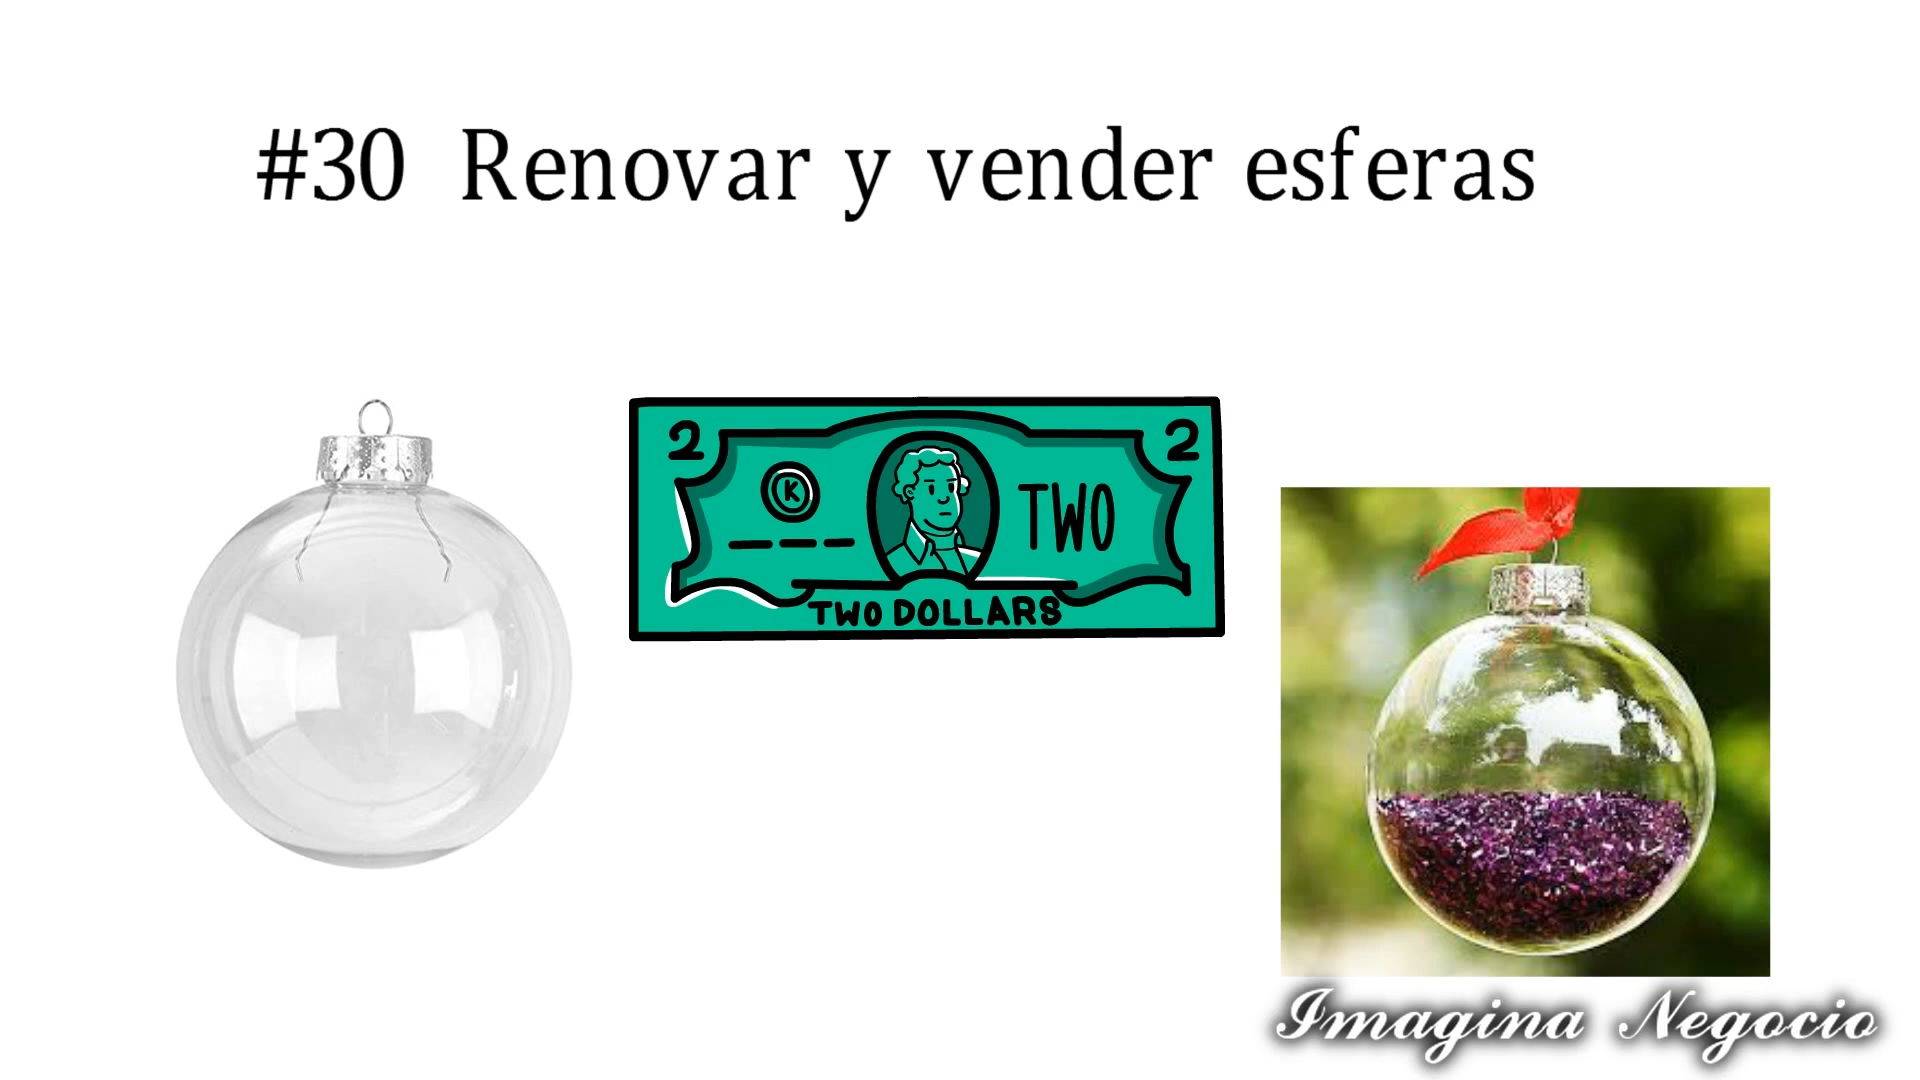 #30 Renovar y vender esferas
2 2
K
TWO
TWO DOLLARS
Imagina Negocio